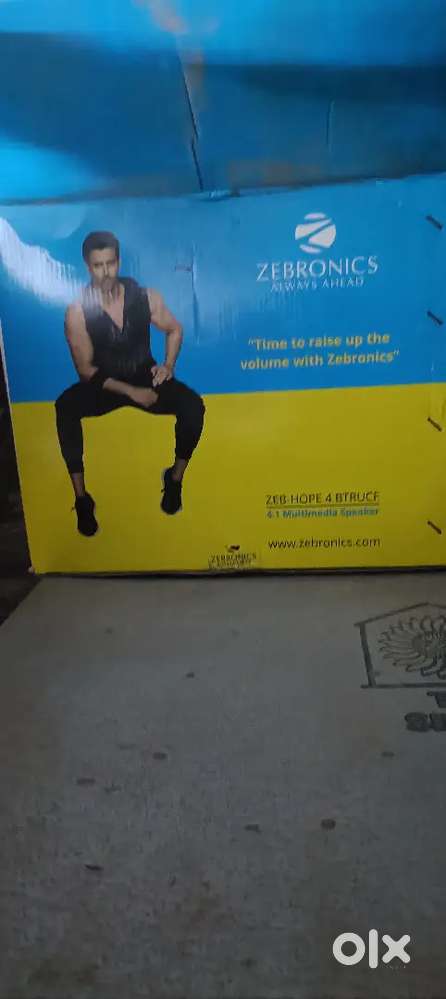 ZEBRONICS
ALWAYS AHEAD
"Time to raise up the
volume with Zebronics"
ZEB-HOPE 4 BTRUCF
4.1 Multimedia Speaker
www.zebronics.com
ZEBRONICS
olx